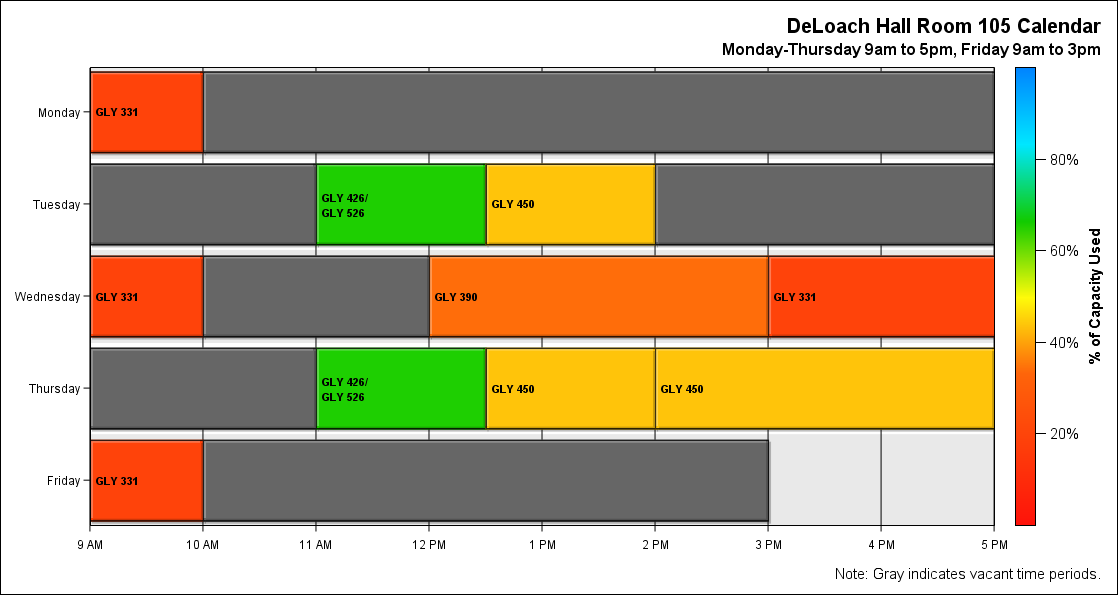 DeLoach Hall Room 105 Calendar
Monday-Thursday 9am to 5pm, Friday 9am to 3pm
Monday
GLY 331
Tuesday
GLY 426/
GLY 526
GLY 450
Wednesday
GLY 331
GLY 390
GLY 331
Thursday
GLY 426/
GLY 526
GLY 450
GLY 450
Friday
GLY 331
9 AM
10 AM
11 AM
12 PM
1 PM
2 PM
3 PM
4 PM
5 PM
80%
60%
40%
20%
% of Capacity Used
Note: Gray indicates vacant time periods.